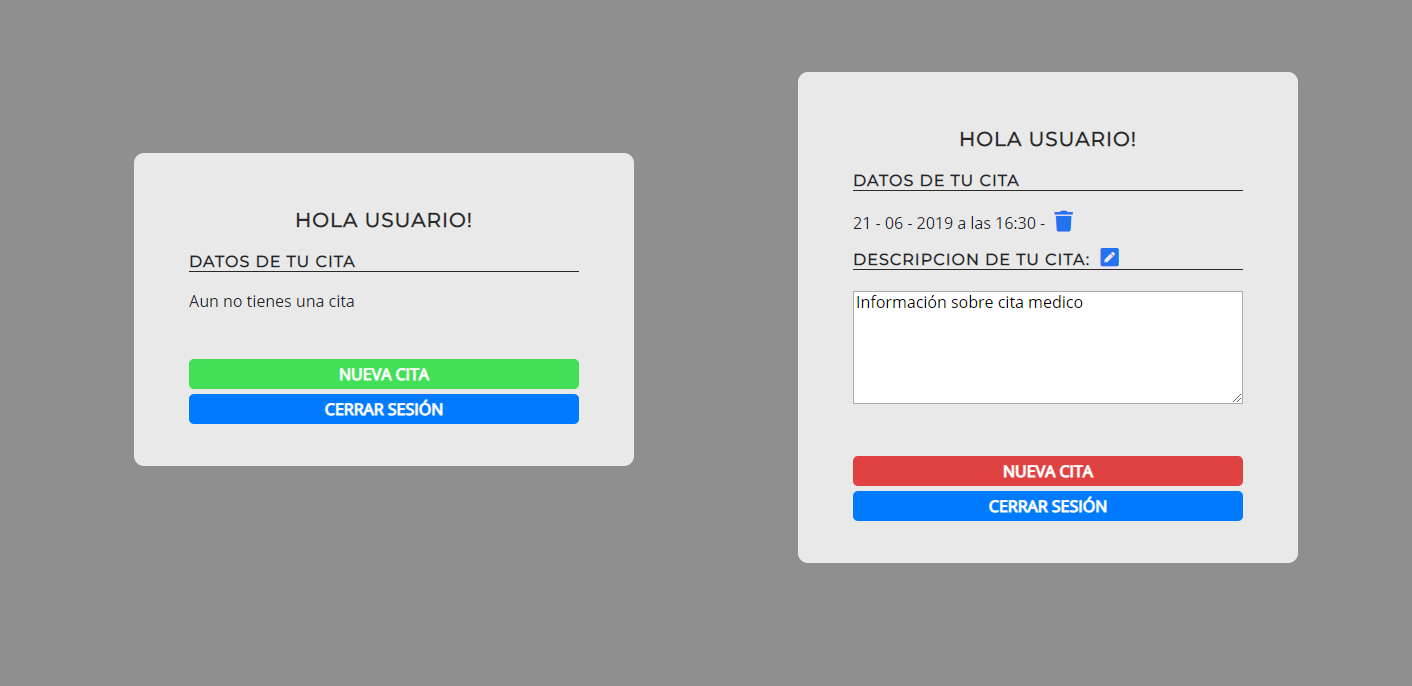 HOLA USUARIO!
DATOS DE TU CITA
Aun no tienes una cita
NUEVA CITA
CERRAR SESIÓN
HOLA USUARIO!
DATOS DE TU CITA
21 - 06 - 2019 a las 16:30 -
DESCRIPCION DE TU CITA:
Información sobre cita medico
NUEVA CITA
CERRAR SESIÓN